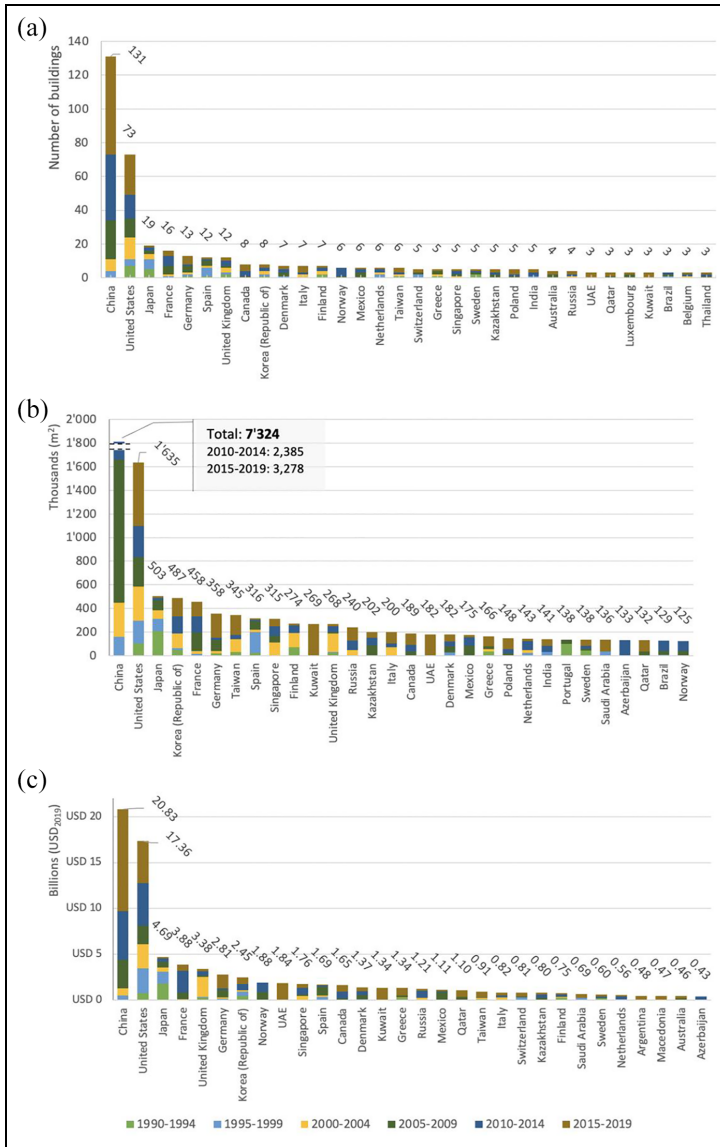 (a)
Number of buildings
140
120
100
80
60
40
20
0
131
73
19
16
13
12
12
8
8
7
7
7
6
6
6
6
5
5
5
5
5
5
5
4
4
3
3
3
3
3
3
3
China
United States
Japan
France
Germany
Spain
United Kingdom
Canada
Korea (Republic of)
Denmark
Italy
Finland
Norway
Mexico
Netherlands
Taiwan
Switzerland
Greece
Singapore
Sweden
Kazakhstan
Poland
India
Australia
Russia
UAE
Qatar
Luxembourg
Kuwait
Brazil
Belgium
Thailand
(b)
Thousands (m²)
2'000
1'800
1'600
1'400
1'200
1'000
800
600
400
200
0
Total: 7'324
2010-2014: 2,385
2015-2019: 3,278
1'635
503
487
458
358
345
316
315
274
269
268
240
202
200
189
182
182
175
166
148
143
141
138
138
136
133
132
129
125
China
United States
Japan
Korea (Republic of)
France
Germany
Taiwan
Spain
Singapore
Finland
Kuwait
United Kingdom
Russia
Kazakhstan
Italy
Canada
UAE
Denmark
Mexico
Greece
Poland
Netherlands
India
Portugal
Sweden
Saudi Arabia
Azerbaijan
Qatar
Brazil
Norway
(c)
Billions (USD₂₀₁₉)
USD 20
USD 15
USD 10
USD 5
USD 0
20.83
17.36
4.69
3.88
3.38
2.81
2.45
1.88
1.84
1.76
1.69
1.65
1.37
1.34
1.34
1.21
1.11
1.10
0.91
0.82
0.81
0.80
0.75
0.69
0.60
0.56
0.48
0.47
0.46
0.43
China
United States
Japan
France
United Kingdom
Germany
Korea (Republic of)
Norway
UAE
Singapore
Spain
Canada
Denmark
Kuwait
Greece
Russia
Mexico
Qatar
Taiwan
Italy
Switzerland
Kazakhstan
Finland
Saudi Arabia
Sweden
Netherlands
Argentina
Macedonia
Australia
Azerbaijan
1990-1994
1995-1999
2000-2004
2005-2009
2010-2014
2015-2019